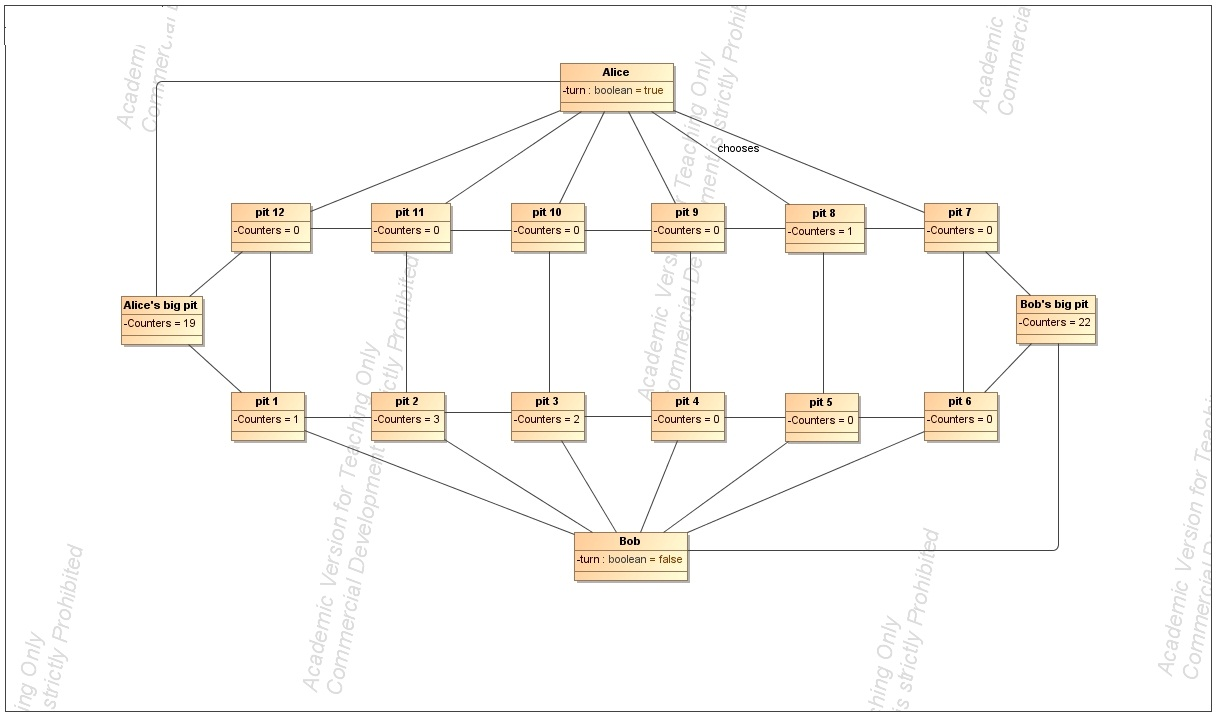 Alice
-turn : boolean = true
chooses
pit 12
-Counters = 0
pit 11
-Counters = 0
pit 10
-Counters = 0
pit 9
-Counters = 0
pit 8
-Counters = 1
pit 7
-Counters = 0
Alice's big pit
-Counters = 19
Bob's big pit
-Counters = 22
pit 1
-Counters = 1
pit 2
-Counters = 3
pit 3
-Counters = 2
pit 4
-Counters = 0
pit 5
-Counters = 0
pit 6
-Counters = 0
Bob
-turn : boolean = false
Academic Version for Teaching Only
Commercial Development is strictly Prohibited